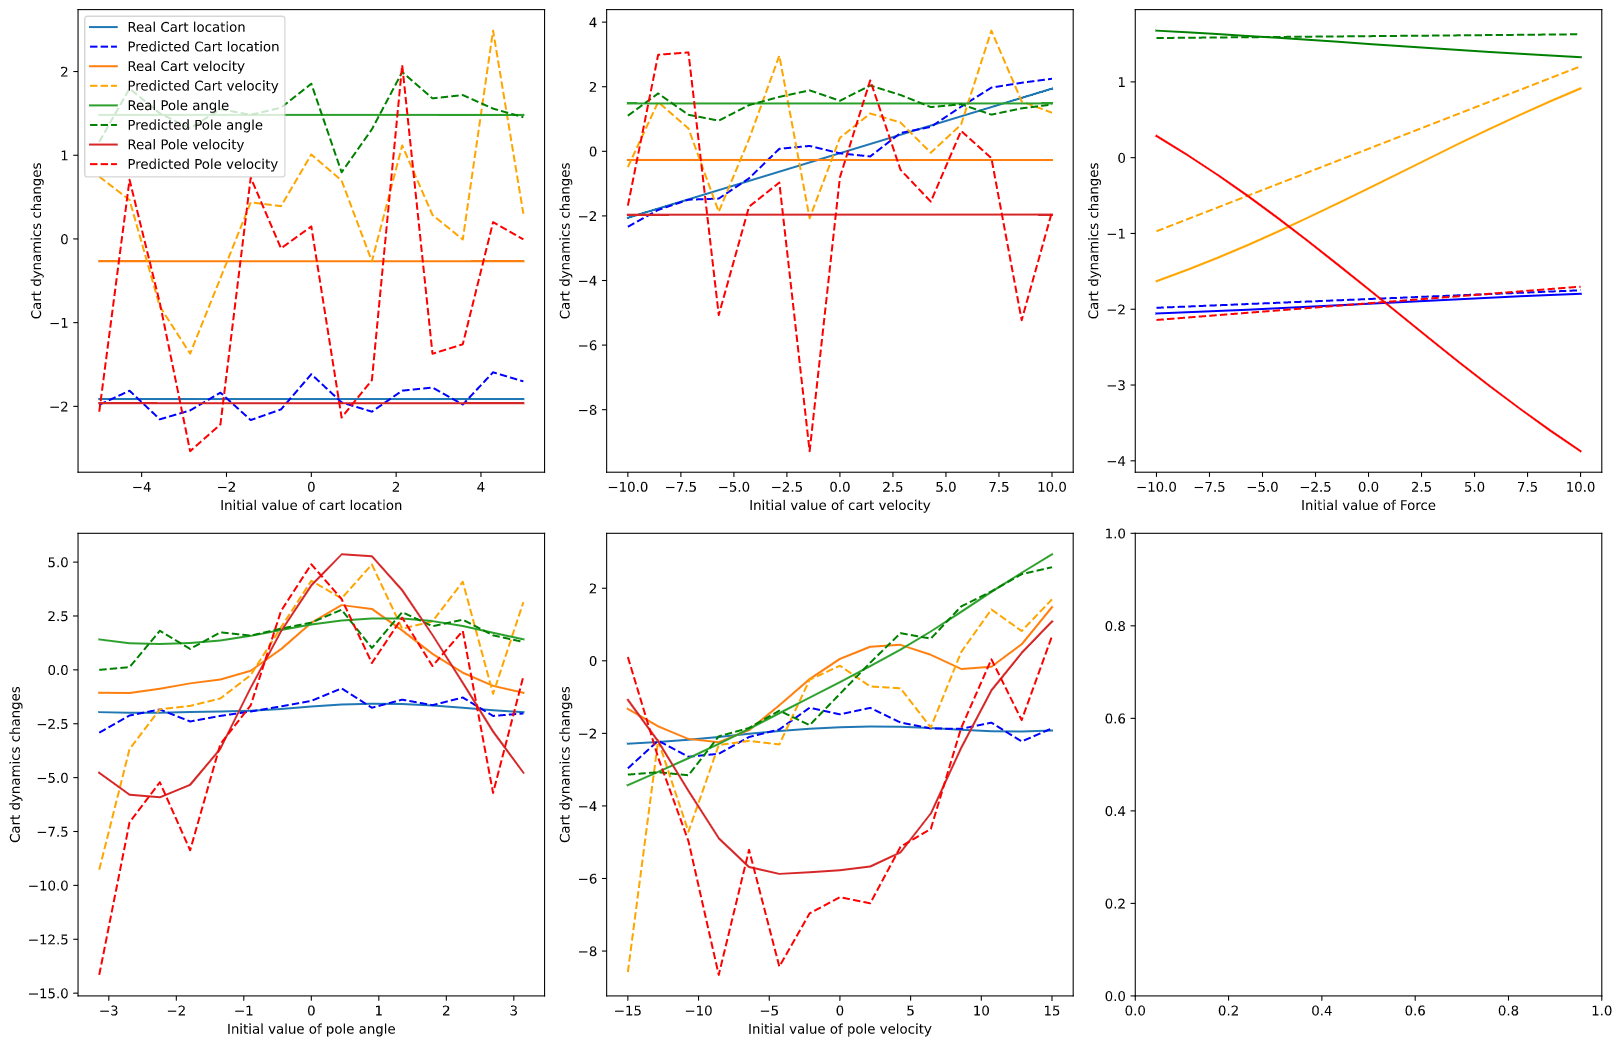 Real Cart location
Predicted Cart location
Real Cart velocity
Predicted Cart velocity
Real Pole angle
Predicted Pole angle
Real Pole velocity
Predicted Pole velocity
2
1
0
−1
−2
−4 −2 0 2 4
Cart dynamics changes
Initial value of cart location
4
2
0
−2
−4
−6
−8
−10.0 −7.5 −5.0 −2.5 0.0 2.5 5.0 7.5 10.0
Cart dynamics changes
Initial value of cart velocity
1
0
−1
−2
−3
−4
−10.0 −7.5 −5.0 −2.5 0.0 2.5 5.0 7.5 10.0
Cart dynamics changes
Initial value of Force
5.0
2.5
0.0
−2.5
−5.0
−7.5
−10.0
−12.5
−15.0
−3 −2 −1 0 1 2 3
Cart dynamics changes
Initial value of pole angle
2
0
−2
−4
−6
−8
−15 −10 −5 0 5 10 15
Cart dynamics changes
Initial value of pole velocity
1.0
0.8
0.6
0.4
0.2
0.0
0.0 0.2 0.4 0.6 0.8 1.0